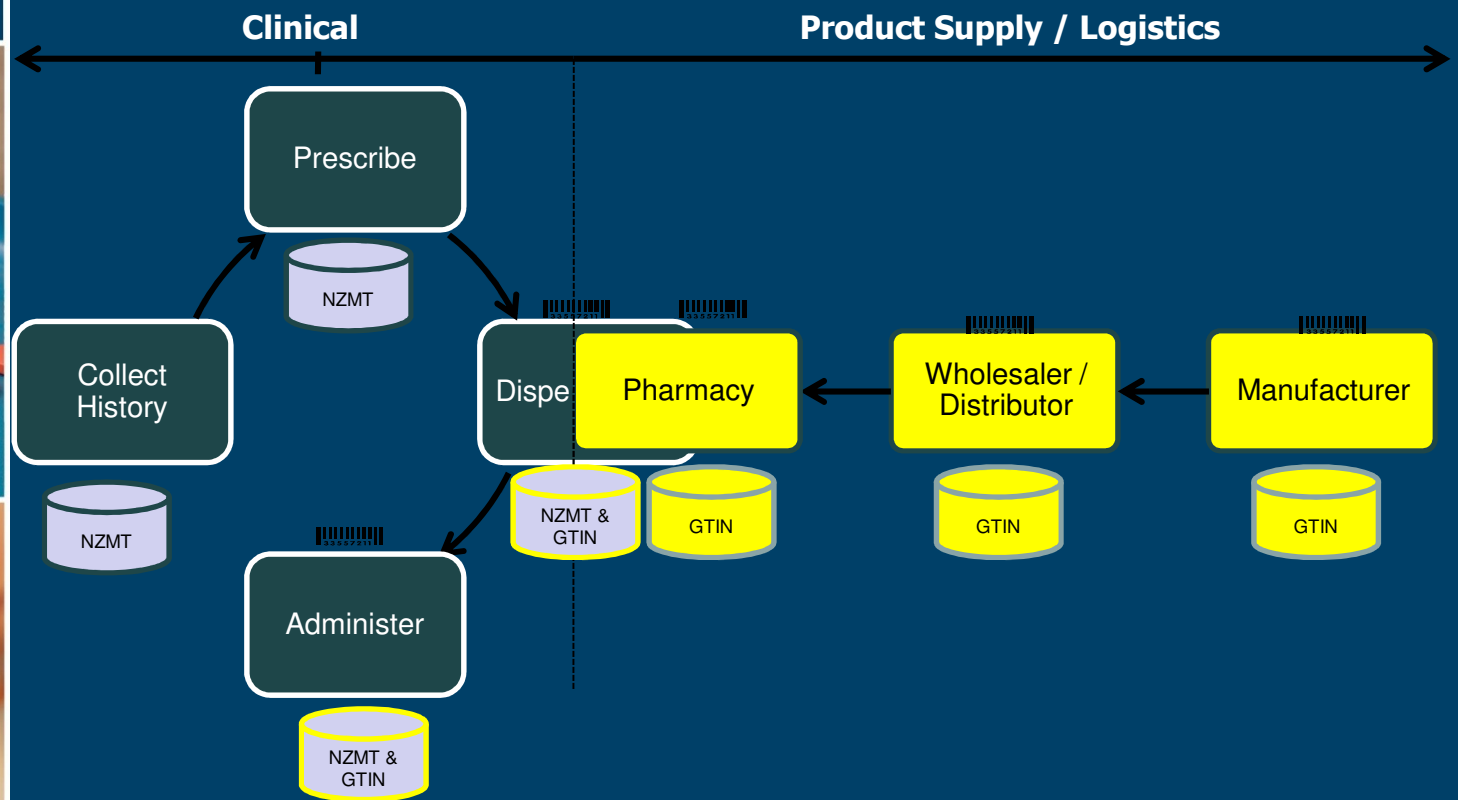 Clinical
Product Supply / Logistics
Prescribe
NZMT
Collect
History
NZMT
Dispe
Pharmacy
Wholesaler /
Distributor
Manufacturer
NZMT &
GTIN
GTIN
GTIN
GTIN
Administer
NZMT &
GTIN